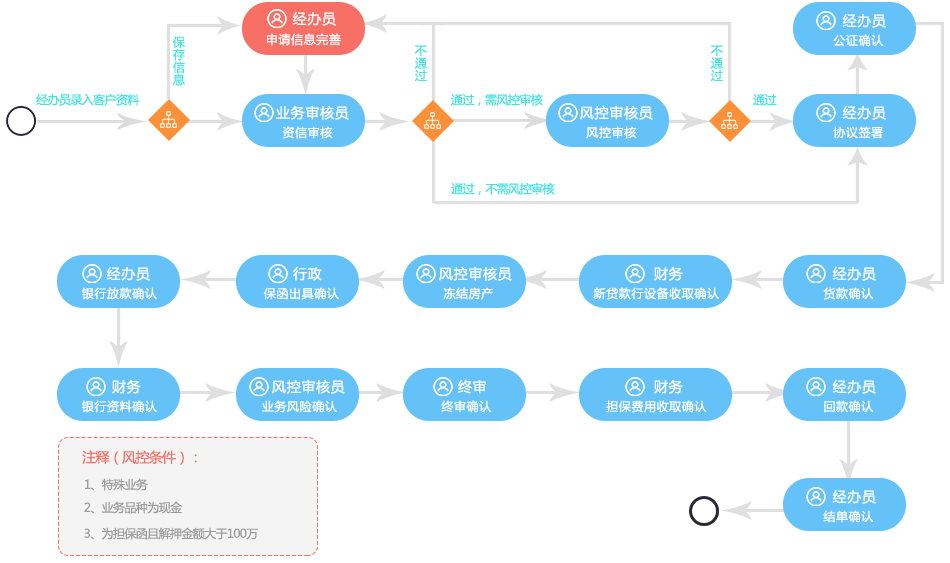 经办员
申请信息完善
保存信息
不通过
不通过
经办员
公证确认
经办员录入客户资料
业务审核员
资信审核
通过，需风控审核
风控审核员
风控审核
通过
经办员
协议签署
通过，不需风控审核
经办员
银行放款确认
行政
保函出具确认
风控审核员
冻结房产
财务
新贷款行设备收取确认
经办员
货款确认
财务
银行资料确认
风控审核员
业务风险确认
终审
终审确认
财务
担保费用收取确认
经办员
回款确认
注释（风控条件）：
1、特殊业务
2、业务品种为现金
3、为担保函且解押金额大于100万
经办员
结单确认